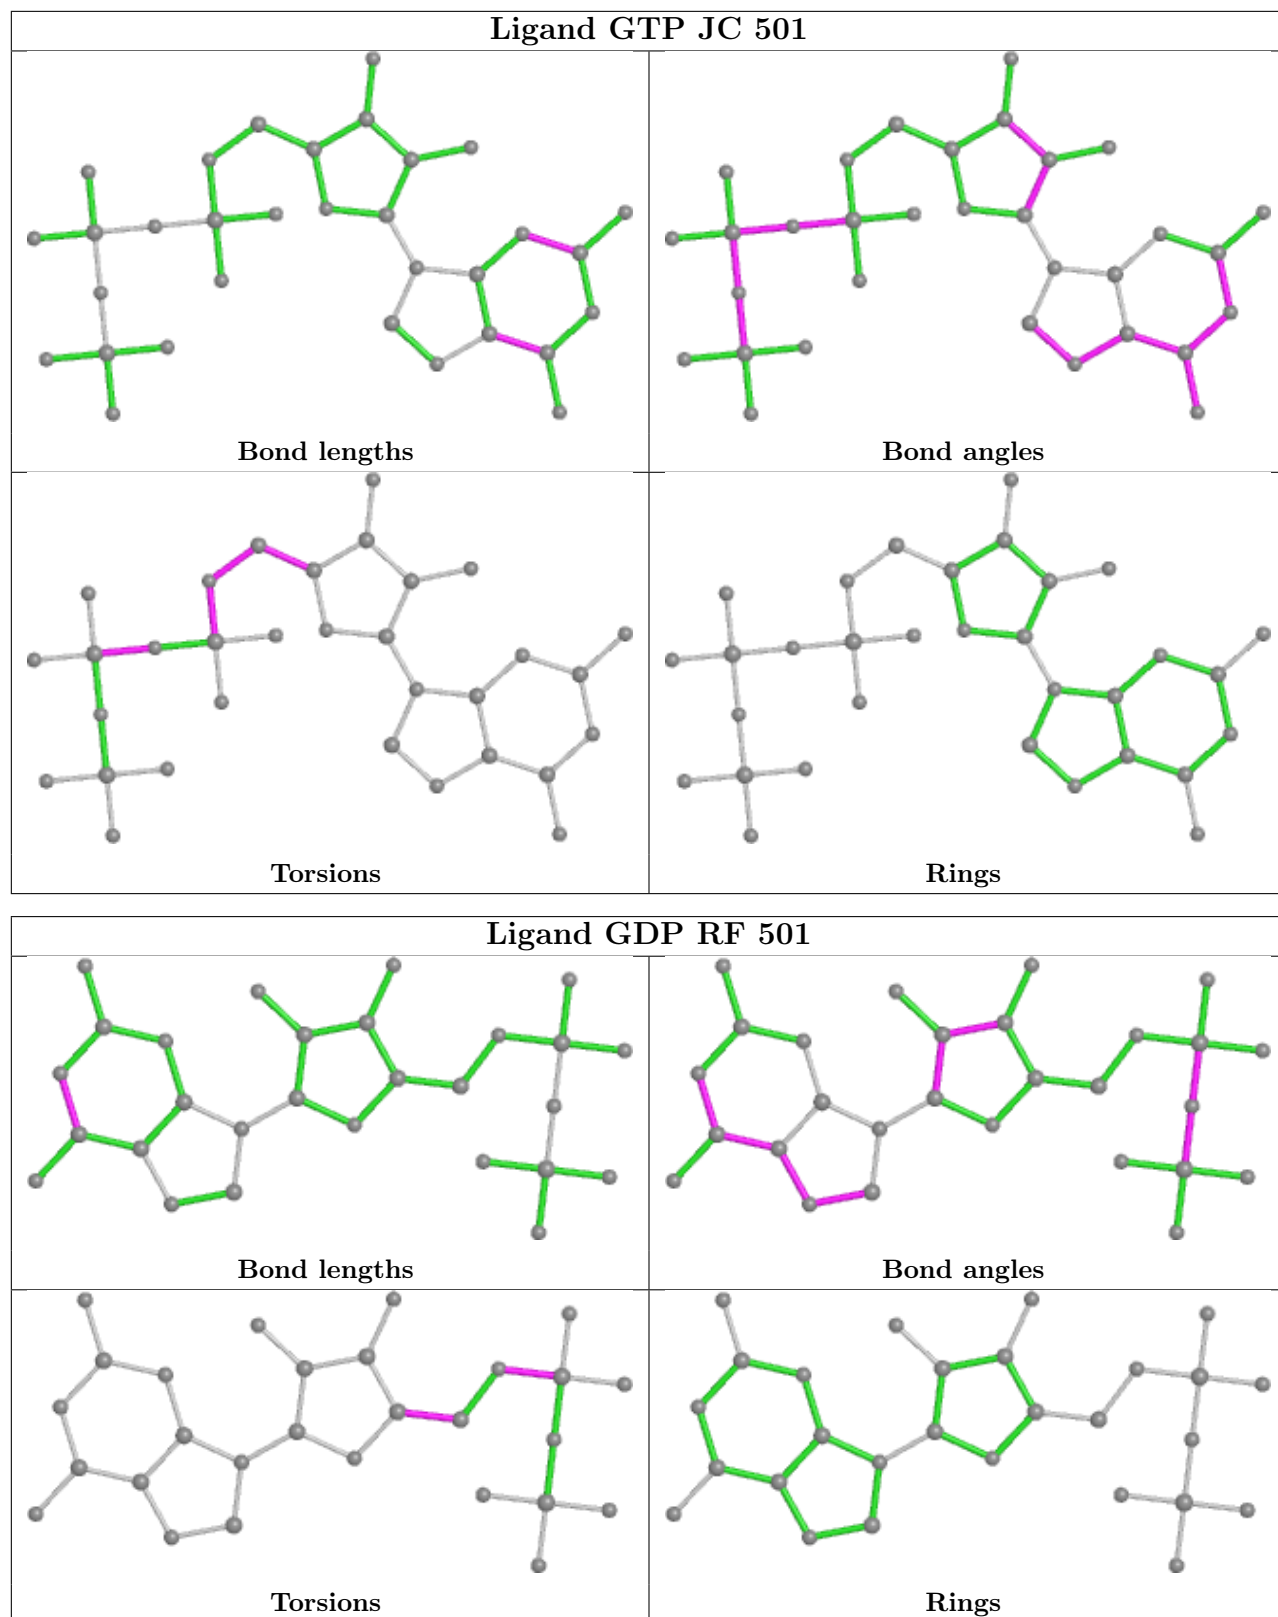 Ligand GTP JC 501
Bond lengths
Bond angles
Torsions
Rings
Ligand GDP RF 501
Bond lengths
Bond angles
Torsions
Rings